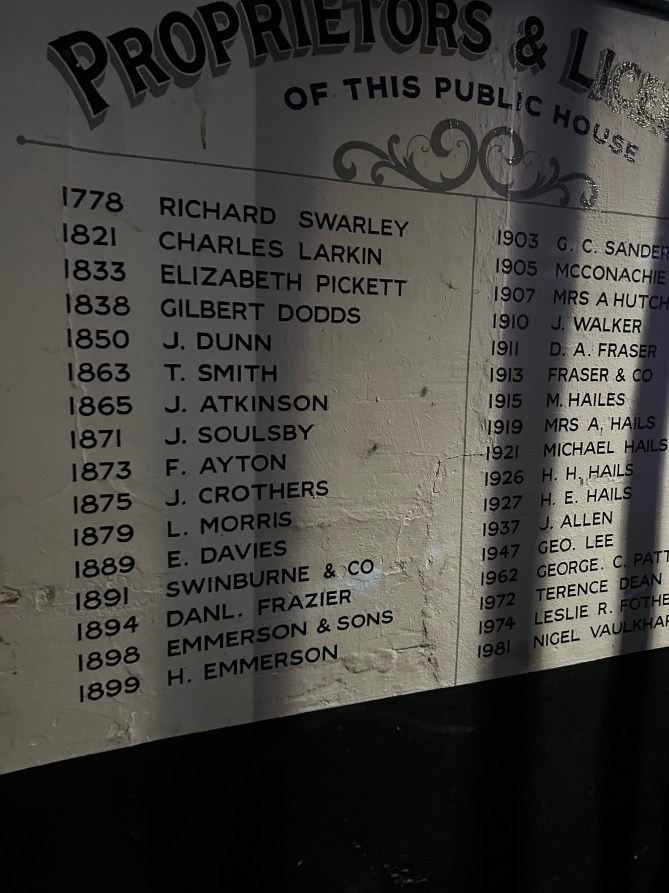 PROPRIETORS &
OF THIS PUBLIC HOUSE
1778 RICHARD SWARLEY
1821 CHARLES LARKIN
1833 ELIZABETH PICKETT
1838 GILBERT DODDS
1850 J. DUNN
1863 T. SMITH
1865 J. ATKINSON
1871 J. SOULSBY
1873 F. AYTON
1875 J. CROTHERS
1879 L. MORRIS
1889 E. DAVIES
1891 SWINBURNE & CO
1894 DANL. FRAZIER
1898 EMMERSON & SONS
1899 H. EMMERSON
1903 G. C.
1905 MCCONACHIE
1907 MRS A
1910 J. WALKER
1911 D. A. FRASER
1913 FRASER & CO
1915 M. HAILES
1919 MRS A, HAILS
1921 MICHAEL HAILS
1926 H. H, HAILS
1927 H. E. HAILS
1937 J. ALLEN
1947 GEO. LEE
1962 GEORGE. C.
1972 TERENCE DEAN
1974 LESLIE R.
1981 NIGEL